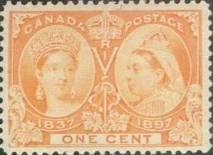 CANADA POSTAGE
V R I
1837 1897
ONE CENT